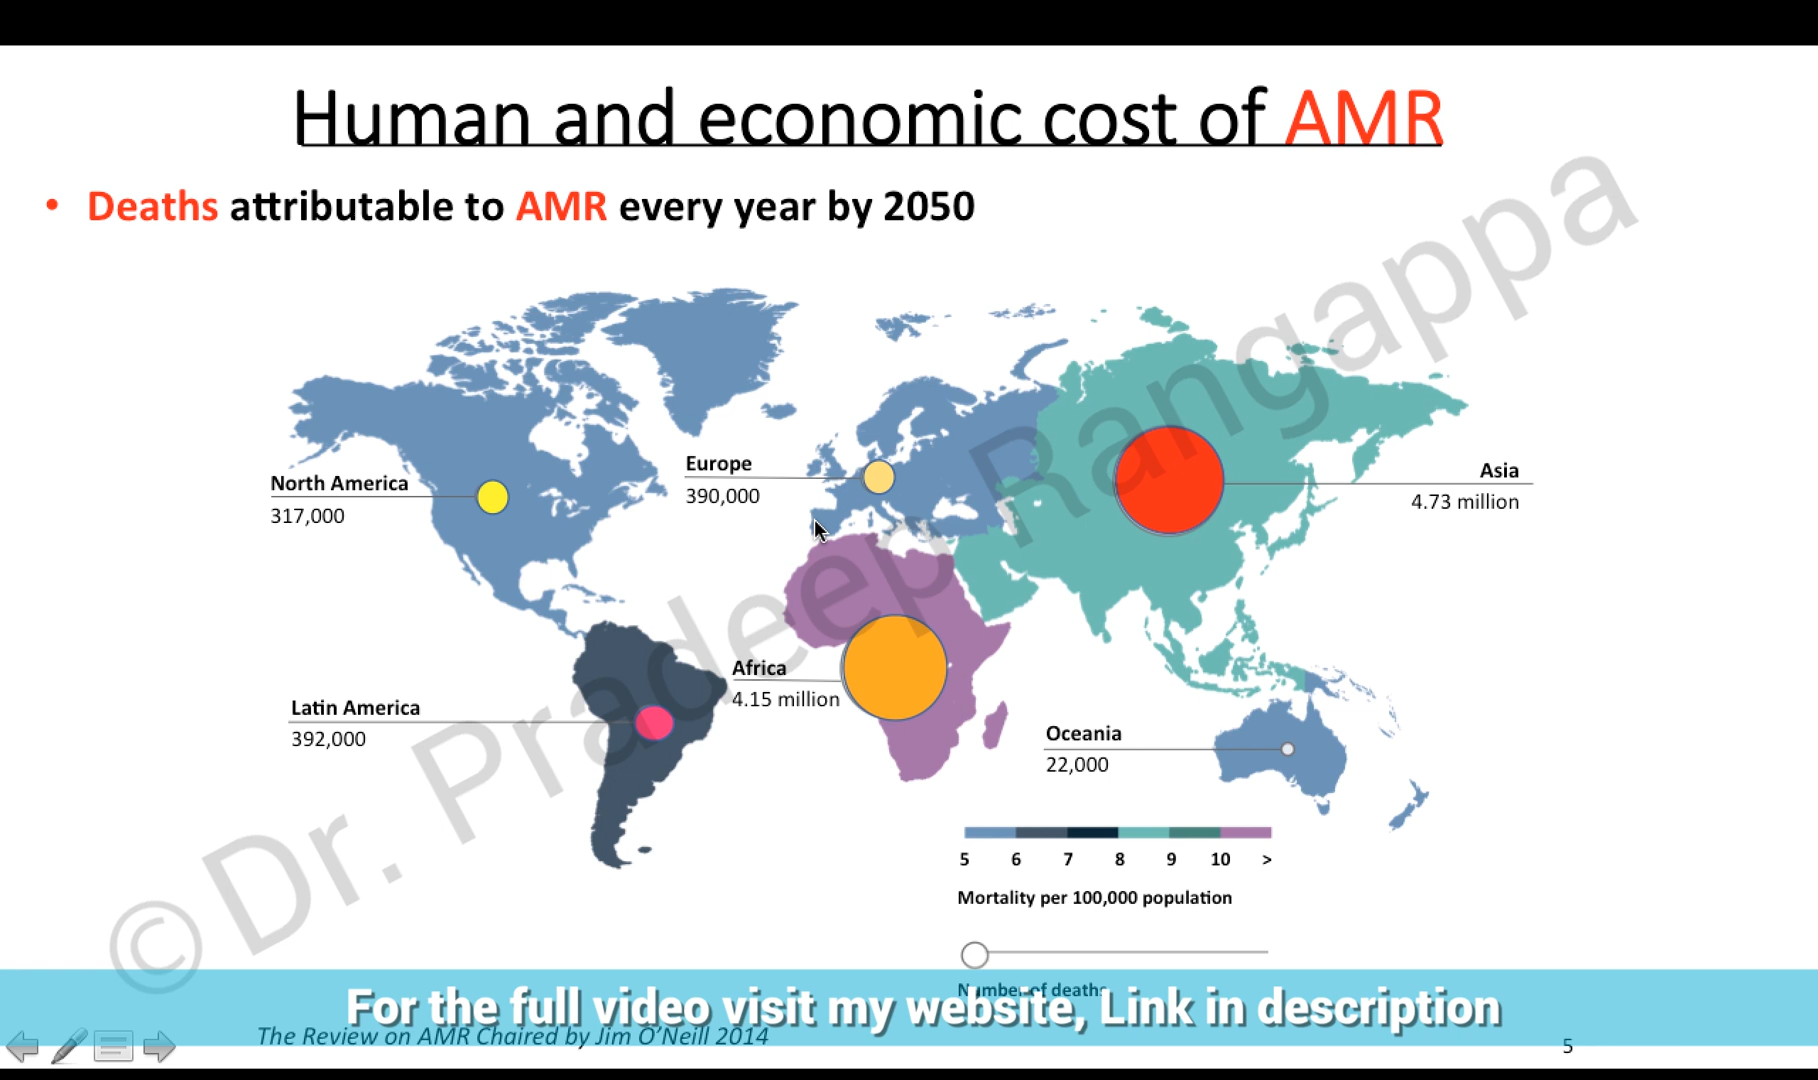 Human and economic cost of AMR
• Deaths attributable to AMR every year by 2050
North America
317,000
Europe
390,000
Asia
4.73 million
Africa
4.15 million
Latin America
392,000
Oceania
22,000
5 6 7 8 9 10 >
Mortality per 100,000 population
Number of deaths
For the full video visit my website, Link in description
The Review on AMR Chaired by Jim O'Neill 2014
5
© Dr. Pradeep Rangappa